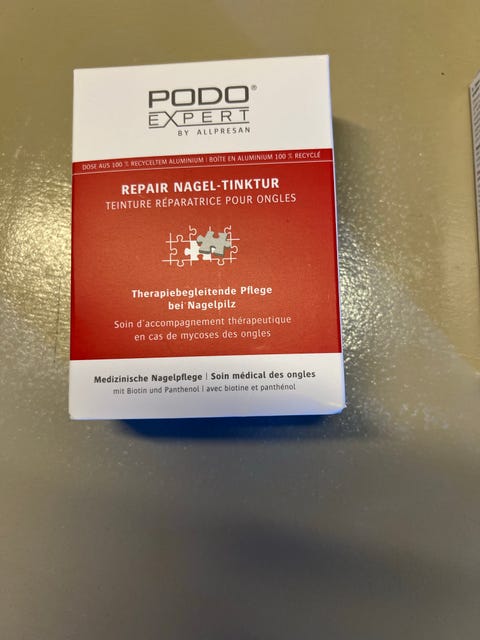 PODO®
EXPERT
BY ALLPRESAN
DOSE AUS 100 % RECYCELTEM ALUMINIUM | BOÎTE EN ALUMINIUM 100 % RECYCLÉ
REPAIR NAGEL-TINKTUR
TEINTURE RÉPARATRICE POUR ONGLES
Therapiebegleitende Pflege
bei Nagelpilz
Soin d'accompagnement thérapeutique
en cas de mycoses des ongles
Medizinische Nagelpflege | Soin médical des ongles
mit Biotin und Panthenol | avec biotine et panthénol